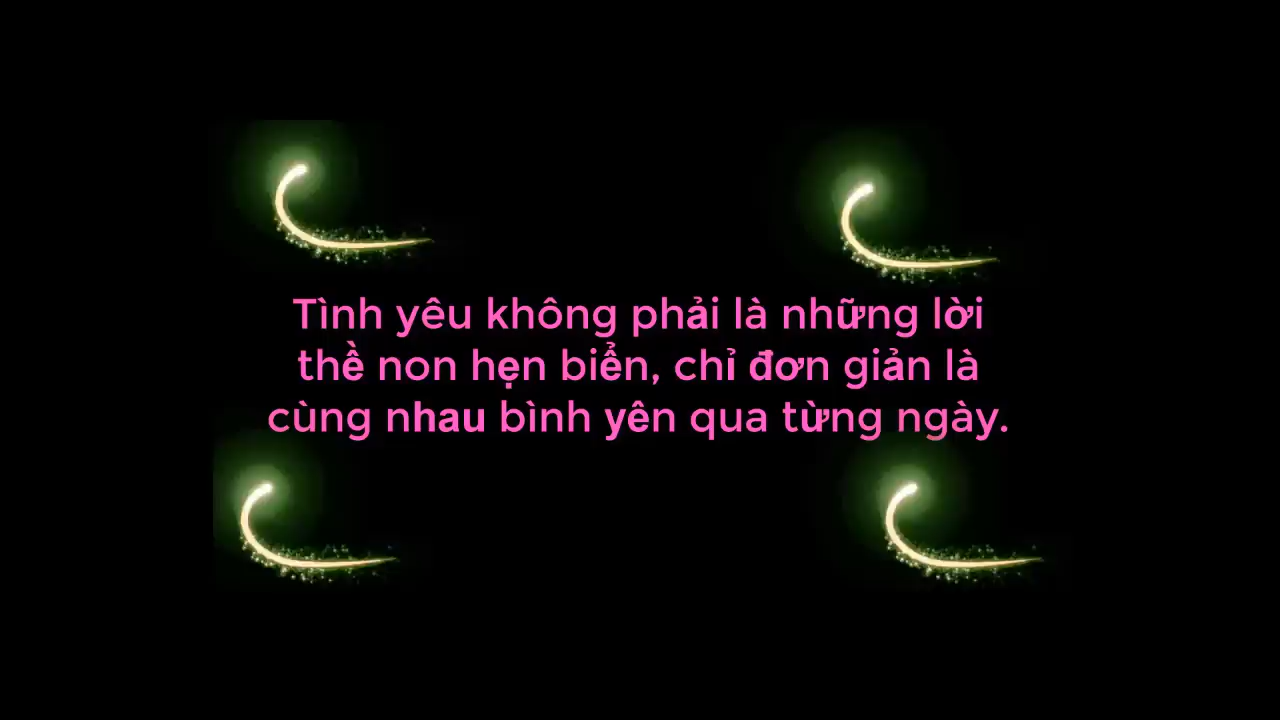 Tình yêu không phải là những lời
thề non hẹn biển, chỉ đơn giản là
cùng nhau bình yên qua từng ngày.